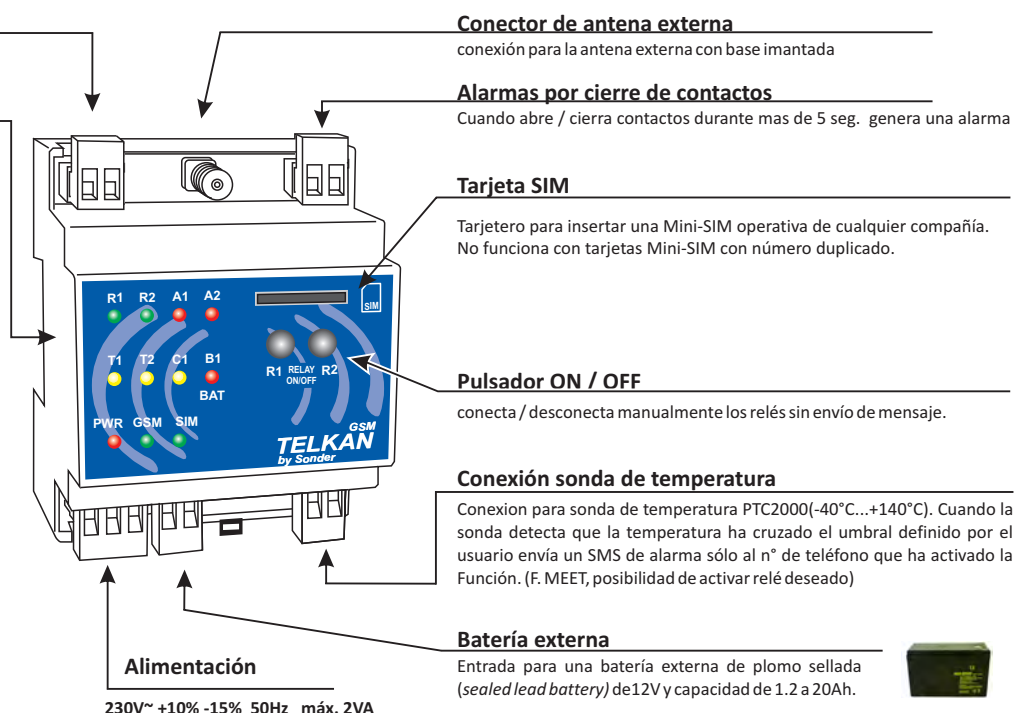 Conector de antena externa
conexión para la antena externa con base imantada
Alarmas por cierre de contactos
Cuando abre / cierra contactos durante mas de 5 seg. genera una alarma
Tarjeta SIM
Tarjetero para insertar una Mini-SIM operativa de cualquier compañía.
No funciona con tarjetas Mini-SIM con número duplicado.
R1 R2 A1 A2
SIM
T1 T2 C1 B1
BAT
R1 RELAY ON/OFF R2
PWR GSM SIM
GSM
TELKAN
by Sonder
Pulsador ON / OFF
conecta / desconecta manualmente los relés sin envío de mensaje.
Conexión sonda de temperatura
Conexion para sonda de temperatura PTC2000(-40°C...+140°C). Cuando la
sonda detecta que la temperatura ha cruzado el umbral definido por el
usuario envía un SMS de alarma sólo al n° de teléfono que ha activado la
Función. (F. MEET, posibilidad de activar relé deseado)
Batería externa
Entrada para una batería externa de plomo sellada
(sealed lead battery) de12V y capacidad de 1.2 a 20Ah.
Alimentación
230V~ +10% -15% 50Hz máx. 2VA